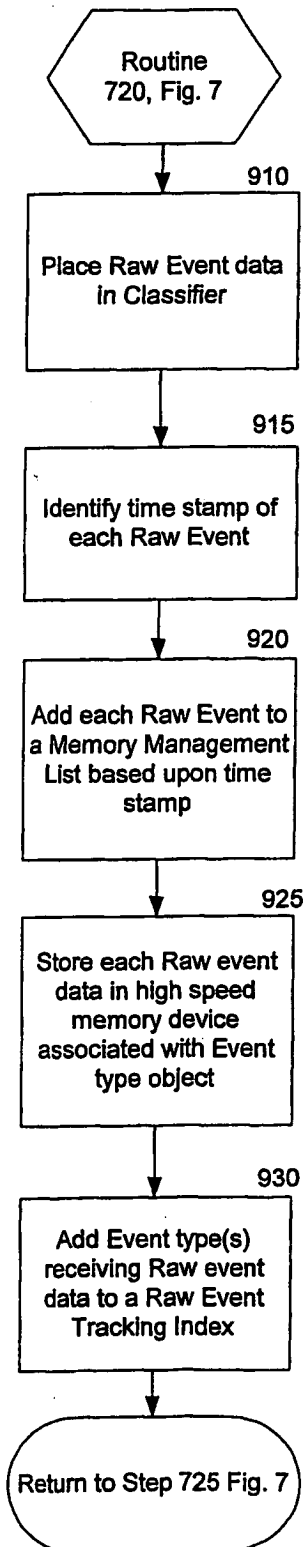 Routine
720, Fig. 7
910
Place Raw Event data
in Classifier
915
Identify time stamp of
each Raw Event
920
Add each Raw Event to
a Memory Management
List based upon time
stamp
925
Store each Raw event
data in high speed
memory device
associated with Event
type object
930
Add Event type(s)
receiving Raw event
data to a Raw Event
Tracking Index
Return to Step 725 Fig. 7